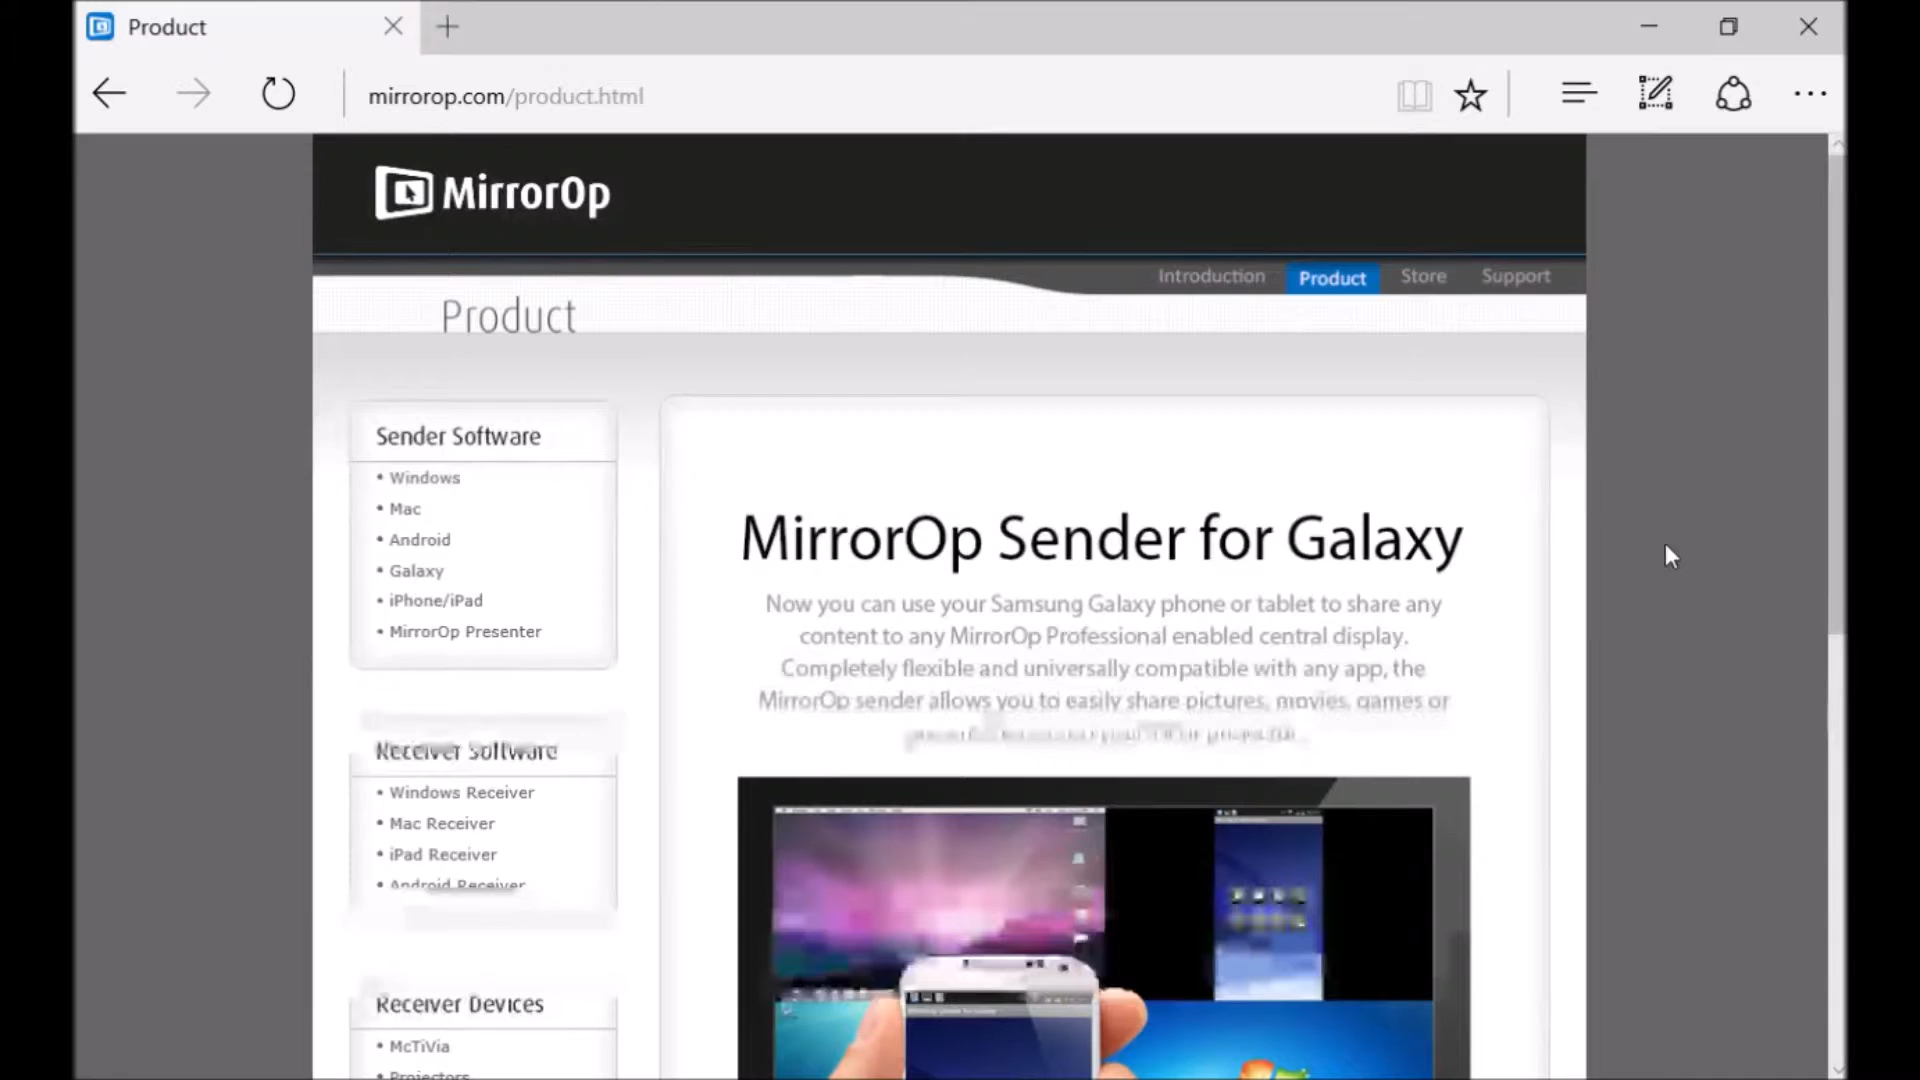 Product
mirrorop.com/product.html
MirrorOp
Introduction Product Store Support
Product
Sender Software
• Windows
• Mac
• Android
• Galaxy
• iPhone/iPad
• MirrorOp Presenter
Receiver Software
• Windows Receiver
• Mac Receiver
• iPad Receiver
• Android Receiver
Receiver Devices
• McTiVia
• Projectors
MirrorOp Sender for Galaxy
Now you can use your Samsung Galaxy phone or tablet to share any
content to any MirrorOp Professional enabled central display.
Completely flexible and universally compatible with any app, the
MirrorOp sender allows you to easily share pictures, movies, games or